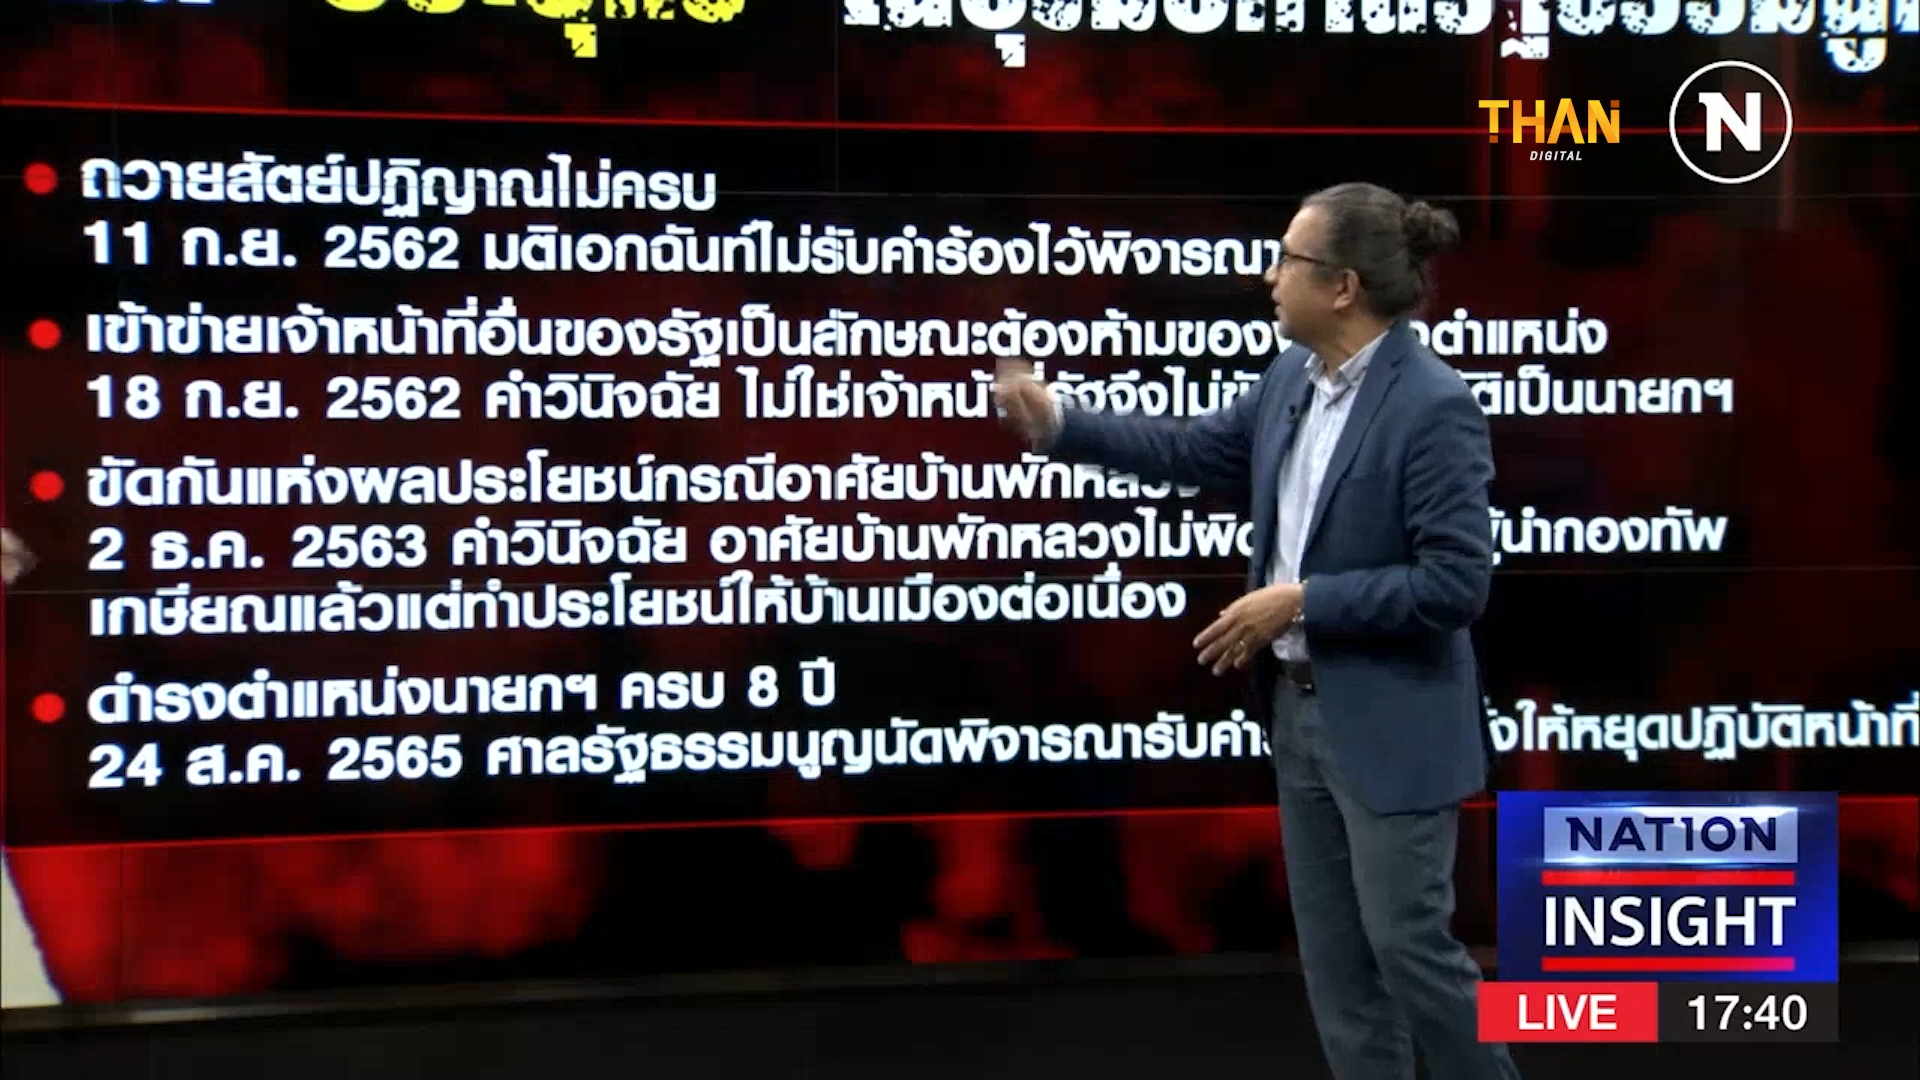 THAN
DIGITAL
N
ถวายสัตย์ปฏิญาณไม่ครบ
11 ก.ย. 2562 มติเอกฉันท์ไม่รับคำร้องไว้พิจารณา
เข้าข่ายเจ้าหน้าที่อื่นของรัฐเป็นลักษณะต้องห้ามของ ตำแหน่ง
18 ก.ย. 2562 คำวินิจฉัย ไม่ใช่เจ้าหน้าที่รัฐจึงไม่ เป็นนายกฯ
ขัดกันแห่งผลประโยชน์กรณีอาศัยบ้านพักหลวง
2 ธ.ค. 2563 คำวินิจฉัย อาศัยบ้านพักหลวงไม่ผิด ผู้นำกองทัพ
เกษียณแล้วแต่ทำประโยชน์ให้บ้านเมืองต่อเนื่อง
ดำรงตำแหน่งนายกฯ ครบ 8 ปี
24 ส.ค. 2565 ศาลรัฐธรรมนูญนัดพิจารณารับคำ ให้หยุดปฏิบัติหน้าที่
NATION
INSIGHT
LIVE 17:40